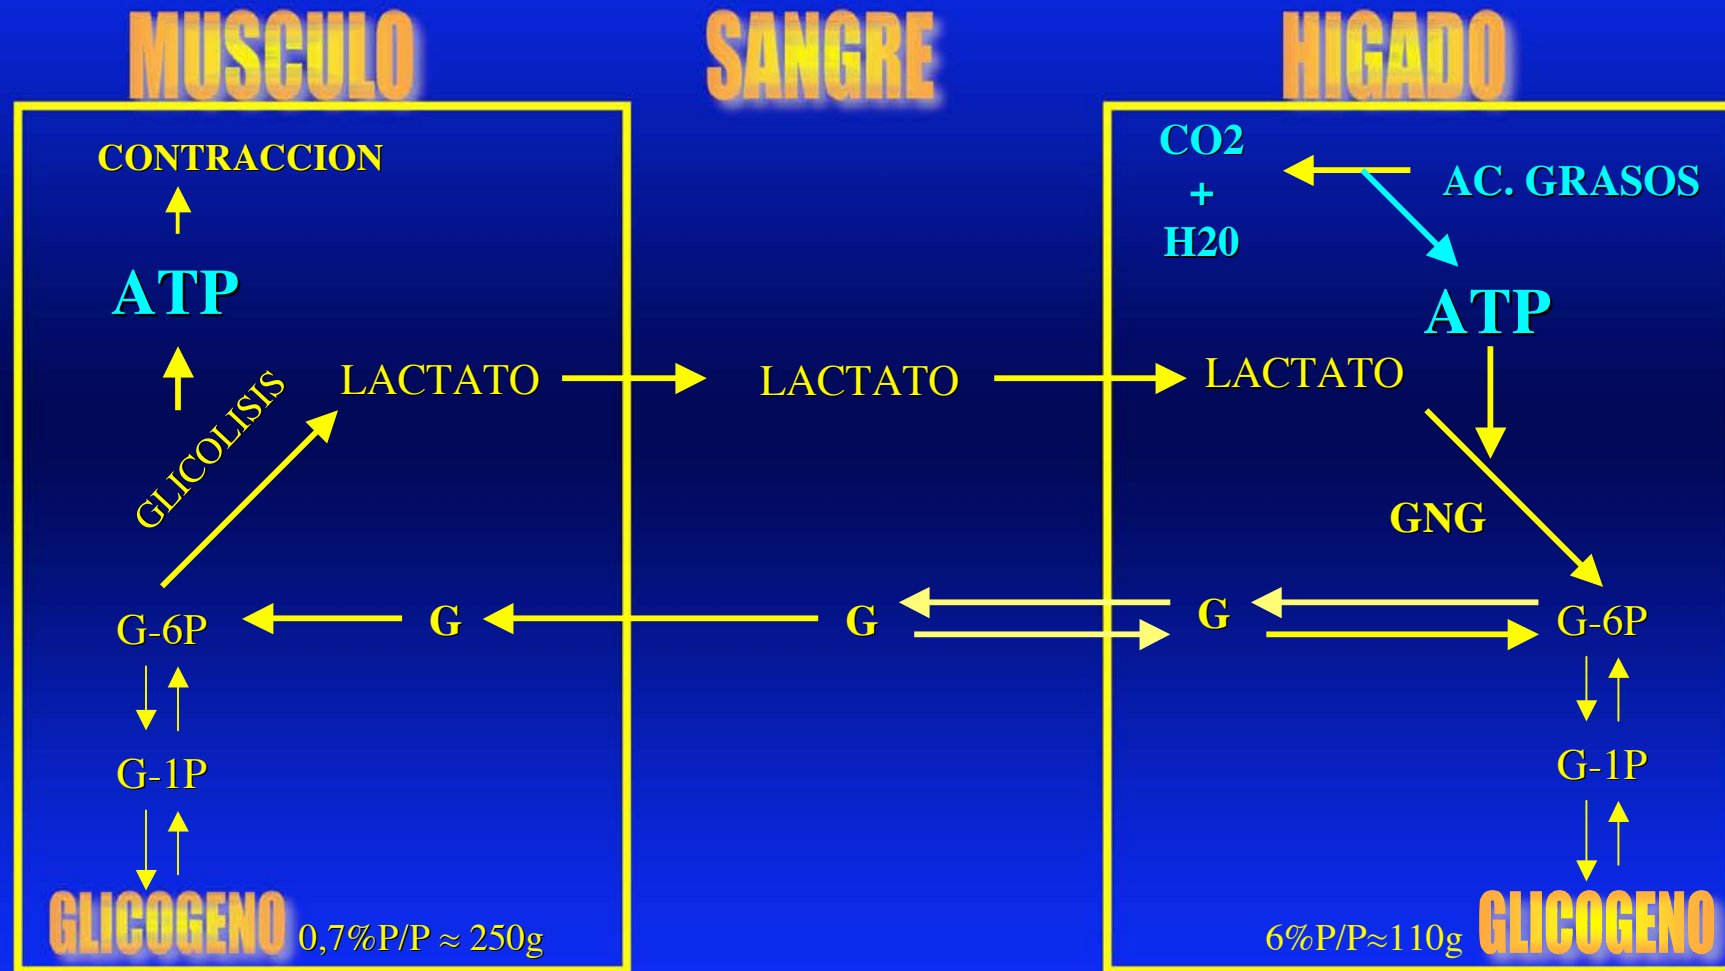 MUSCULO
SANGRE
HIGADO
CONTRACCION
ATP
GLICOLISIS
LACTATO
LACTATO
CO2
+
H20
AC. GRASOS
ATP
LACTATO
GNG
G-6P
G
G
G
G-6P
G-1P
G-1P
GLICOGENO 0,7%P/P ≈ 250g
6%P/P≈110g GLICOGENO